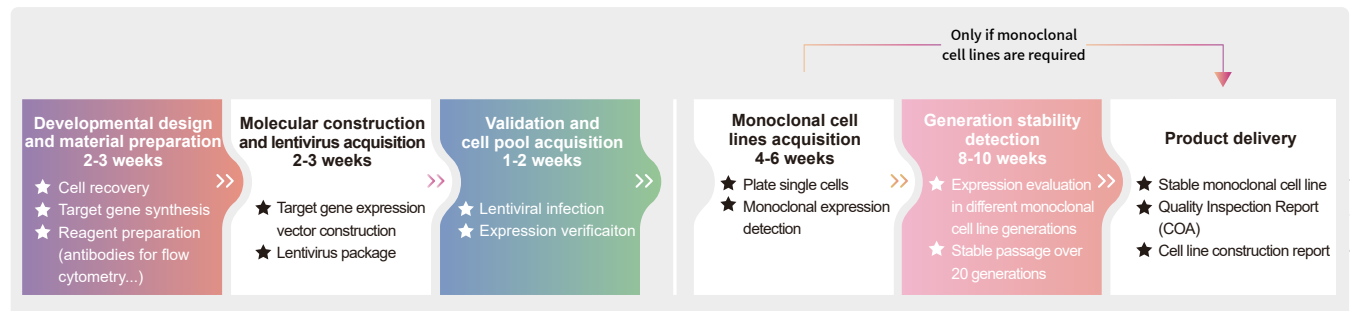 Only if monoclonal
cell lines are required
Developmental design
and material preparation
2-3 weeks
Cell recovery
Target gene synthesis
Reagent preparation
(antibodies for flow
cytometry...)
Molecular construction
and lentivirus acquisition
2-3 weeks
Target gene expression
vector construction
Lentivirus package
Validation and
cell pool acquisition
1-2 weeks
Lentiviral infection
Expression verificaiton
Monoclonal cell
lines acquisition
4-6 weeks
Plate single cells
Monoclonal expression
detection
Generation stability
detection
8-10 weeks
Expression evaluation
in different monoclonal
cell line generations
Stable passage over
20 generations
Product delivery
Stable monoclonal cell line
Quality Inspection Report
(COA)
Cell line construction report